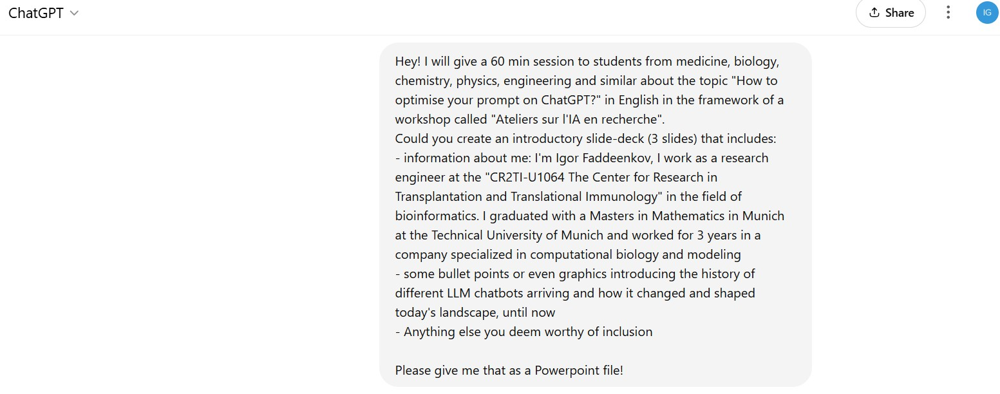 ChatGPT
Share
IG
Hey! I will give a 60 min session to students from medicine, biology,
chemistry, physics, engineering and similar about the topic "How to
optimise your prompt on ChatGPT?" in English in the framework of a
workshop called "Ateliers sur l'IA en recherche".
Could you create an introductory slide-deck (3 slides) that includes:
- information about me: I'm Igor Faddeenkov, I work as a research
engineer at the "CR2TI-U1064 The Center for Research in
Transplantation and Translational Immunology" in the field of
bioinformatics. I graduated with a Masters in Mathematics in Munich
at the Technical University of Munich and worked for 3 years in a
company specialized in computational biology and modeling
- some bullet points or even graphics introducing the history of
different LLM chatbots arriving and how it changed and shaped
today's landscape, until now
- Anything else you deem worthy of inclusion
Please give me that as a Powerpoint file!